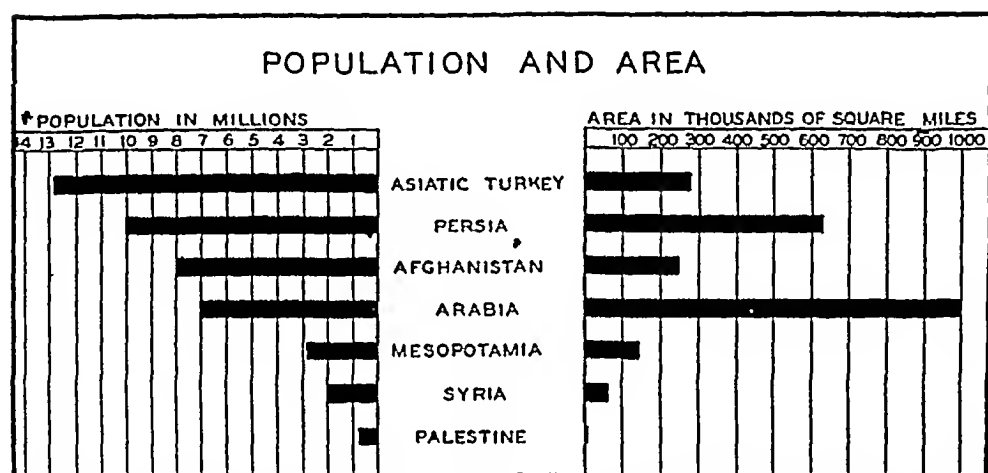 POPULATION AND AREA
POPULATION IN MILLIONS
14 13 12 11 10 9 8 7 6 5 4 3 2 1
AREA IN THOUSANDS OF SQUARE MILES
100 200 300 400 500 600 700 800 900 1000
ASIATIC TURKEY
PERSIA
AFGHANISTAN
ARABIA
MESOPOTAMIA
SYRIA
PALESTINE